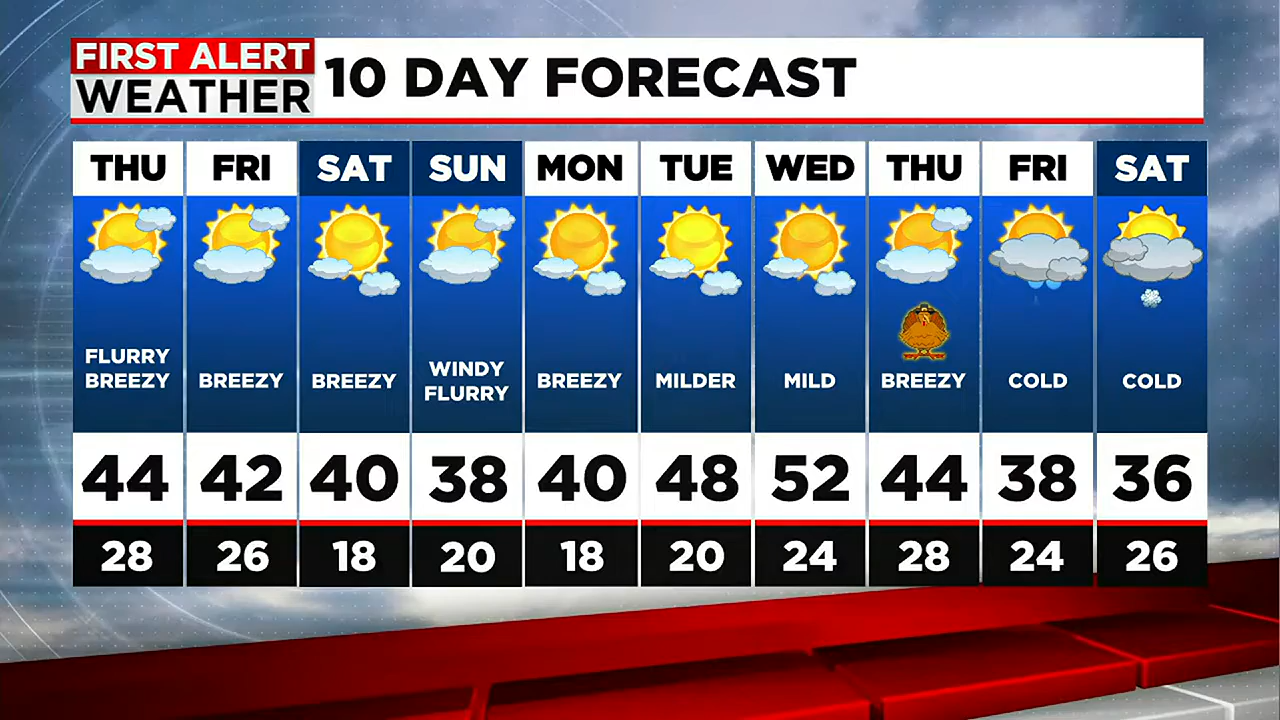 FIRST ALERT
WEATHER
10 DAY FORECAST
THU FRI SAT SUN MON TUE WED THU FRI SAT
FLURRY
BREEZY
BREEZY
BREEZY
WINDY
FLURRY
BREEZY
MILDER
MILD
BREEZY
COLD
COLD
44 42 40 38 40 48 52 44 38 36
28 26 18 20 18 20 24 28 24 26